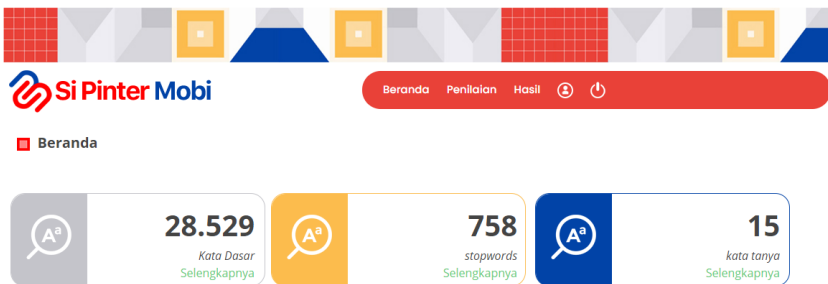 Si Pinter Mobi
Beranda Penilaian Hasil
Beranda
28.529
Kata Dasar
Selengkapnya
758
stopwords
Selengkapnya
15
kata tanya
Selengkapnya